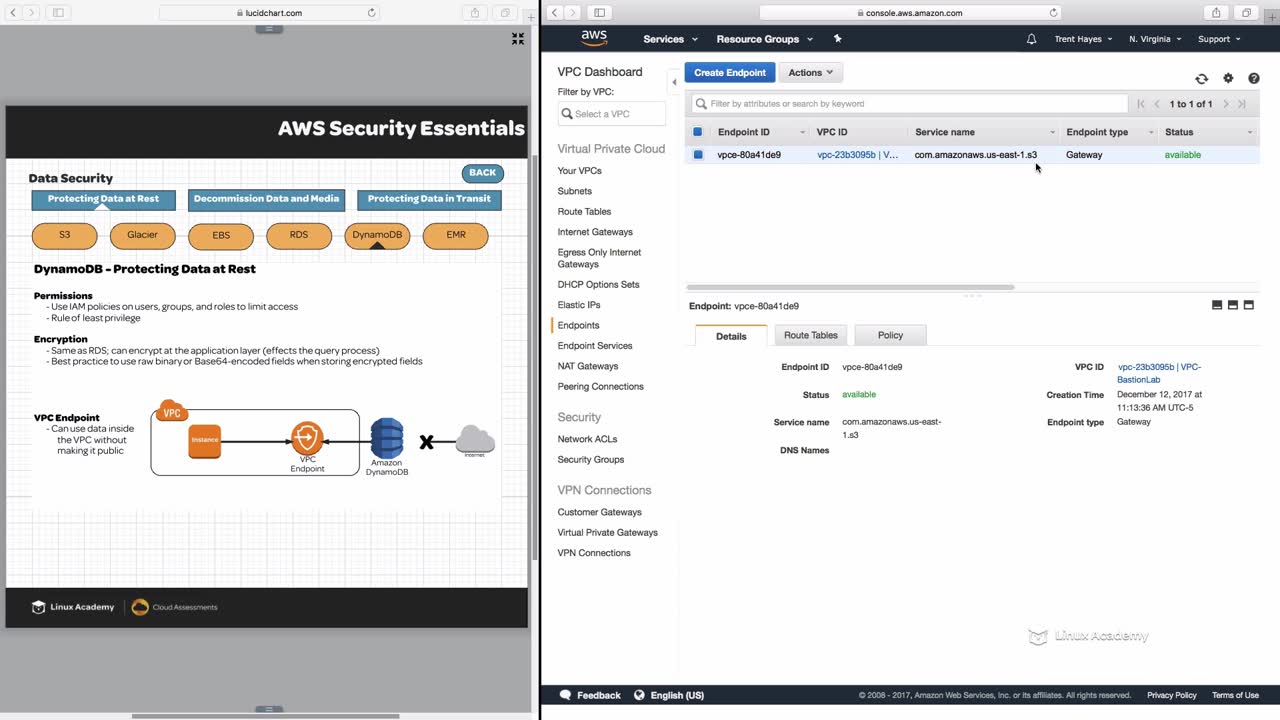 lucidchart.com
AWS Security Essentials
Data Security
BACK
Protecting Data at Rest
Decommission Data and Media
Protecting Data in Transit
S3
Glacier
EBS
RDS
DynamoDB
EMR
DynamoDB - Protecting Data at Rest
Permissions
- Use IAM policies on users, groups, and roles to limit access
- Rule of least privilege
Encryption
- Same as RDS; can encrypt at the application layer (effects the query process)
- Best practice to use raw binary or Base64-encoded fields when storing encrypted fields
VPC Endpoint
- Can use data inside
the VPC without
making it public
VPC
Instance
VPC
Endpoint
Amazon
DynamoDB
X
Internet
Linux Academy
Cloud Assessments
console.aws.amazon.com
aws
Services
Resource Groups
Trent Hayes
N. Virginia
Support
VPC Dashboard
Filter by VPC:
Select a VPC
Virtual Private Cloud
Your VPCs
Subnets
Route Tables
Internet Gateways
Egress Only Internet
Gateways
DHCP Options Sets
Elastic IPs
Endpoints
Endpoint Services
NAT Gateways
Peering Connections
Security
Network ACLs
Security Groups
VPN Connections
Customer Gateways
Virtual Private Gateways
VPN Connections
Create Endpoint
Actions
Filter by attributes or search by keyword
1 to 1 of 1
Endpoint ID
VPC ID
Service name
Endpoint type
Status
vpce-80a41de9
vpc-23b3095b | V...
com.amazonaws.us-east-1.s3
Gateway
available
Endpoint: vpce-80a41de9
Details
Route Tables
Policy
Endpoint ID
vpce-80a41de9
VPC ID
vpc-23b3095b | VPC-
BastionLab
Status
available
Creation Time
December 12, 2017 at
11:13:36 AM UTC-5
Service name
com.amazonaws.us-east-
1.s3
Endpoint type
Gateway
DNS Names
Linux Academy
Feedback
English (US)
© 2008 - 2017, Amazon Web Services, Inc. or its affiliates. All rights reserved.
Privacy Policy
Terms of Use